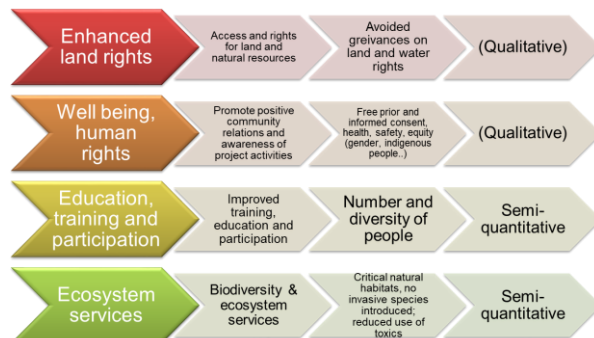 Enhanced
land rights
Access and rights
for land and
natural resources
Avoided
greivances on
land and water
rights
(Qualitative)
Well being,
human
rights
Promote positive
community
relations and
awareness of
project activities
Free prior and
informed consent,
health, safety, equity
(gender, indigenous
people..)
(Qualitative)
Education,
training and
participation
Improved
training,
education and
participation
Number and
diversity of
people
Semi-
quantitative
Ecosystem
services
Biodiversity &
ecosystem
services
Critical natural
habitats, no
invasive species
introduced;
reduced use of
toxics
Semi-
quantitative